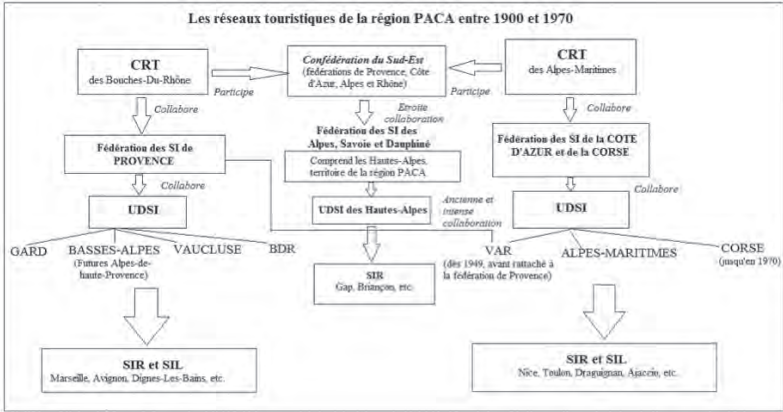 Les réseaux touristiques de la région PACA entre 1900 et 1970
CRT
des Bouches-Du-Rhône
Participe
Confédération du Sud-Est
(fédérations de Provence, Côte
d'Azur, Alpes et Rhône)
Participe
CRT
des Alpes-Maritimes
Collabore
Etroite
collaboration
Collabore
Fédération des SI de
PROVENCE
Fédération des SI des
Alpes, Savoie et Dauphiné
Comprend les Hautes-Alpes,
territoire de la région PACA
Fédération des SI de la COTE
D'AZUR et de la CORSE
Collabore
Collabore
UDSI
UDSI des Hautes-Alpes
Ancienne et
intense
collaboration
UDSI
GARD
BASSES-ALPES
(Futures Alpes-de-
haute-Provence)
VAUCLUSE
BDR
VAR
(dès 1949, avant rattaché à
la fédération de Provence)
ALPES-MARITIMES
CORSE
(jusqu'en 1970)
SIR
Gap, Briançon, etc.
SIR et SIL
Marseille, Avignon, Dignes-Les-Bains, etc.
SIR et SIL
Nice, Toulon, Draguignan, Ajaccio, etc.